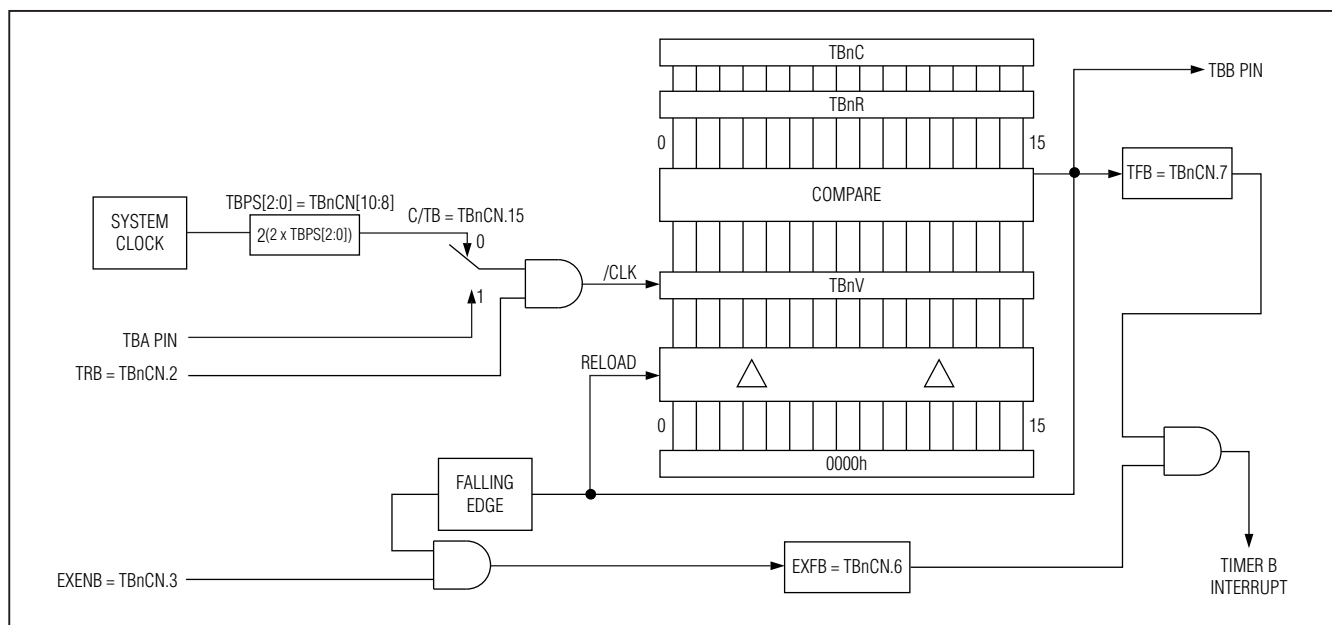 TBnC
TBnR
0
15
TBB PIN
COMPARE
TFB = TBnCN.7
TBPS[2:0] = TBnCN[10:8]
C/TB = TBnCN.15
SYSTEM
CLOCK
2(2 x TBPS[2:0])
0
/CLK
TBnV
1
TBA PIN
TRB = TBnCN.2
RELOAD
0
15
0000h
FALLING
EDGE
EXENB = TBnCN.3
EXFB = TBnCN.6
TIMER B
INTERRUPT